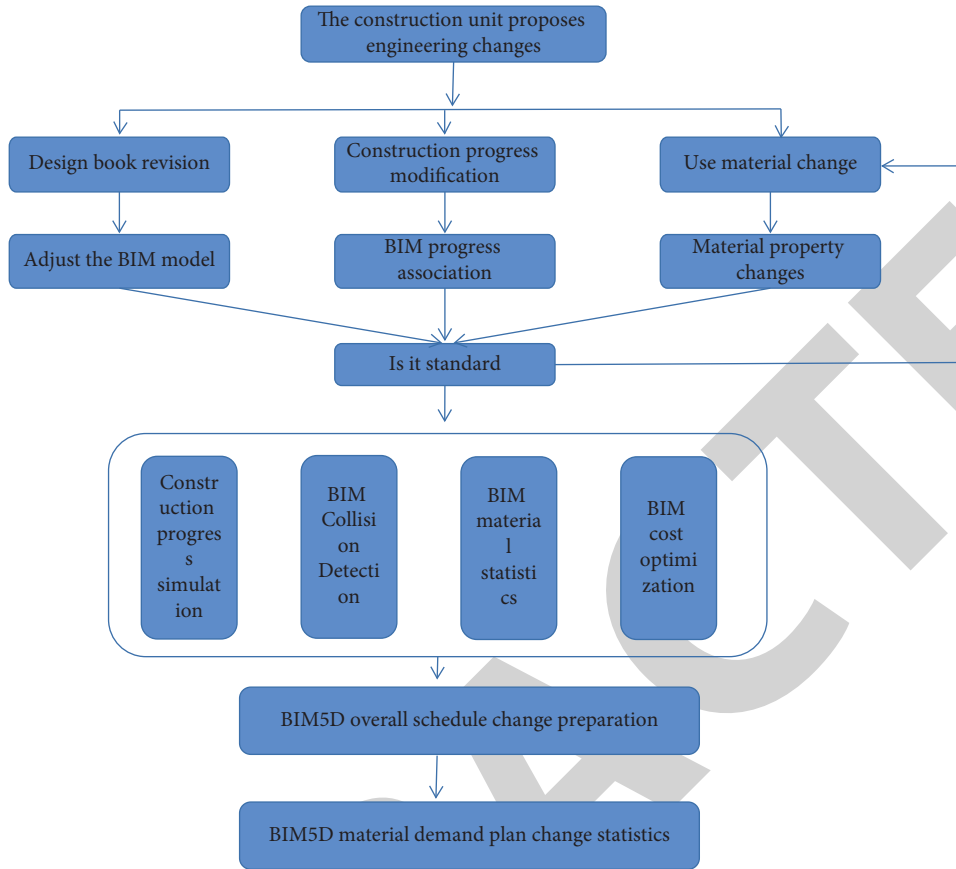 The construction unit proposes
engineering changes
Design book revision
Construction progress
modification
Use material change
Adjust the BIM model
BIM progress
association
Material property
changes
Is it standard
Constr
uction
progres
s
simulat
ion
BIM
Collisi
on
Detecti
on
BIM
materia
l
statisti
cs
BIM
cost
optimi
zation
BIM5D overall schedule change preparation
BIM5D material demand plan change statistics